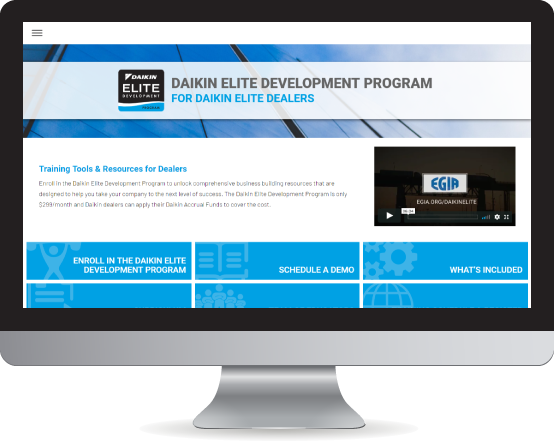 DAIKIN
ELITE
DEVELOPMENT
PROGRAM
DAIKIN ELITE DEVELOPMENT PROGRAM
FOR DAIKIN ELITE DEALERS
Training Tools & Resources for Dealers
Enroll in the Daikin Elite Development Program to unlock comprehensive business building resources that are
designed to help you take your company to the next level of success. The Daikin Elite Development Program is only
$299/month and Daikin dealers can apply their Daikin Accrual Funds to cover the cost.
EGIA
EGIA.ORG/DAIKINELITE
ENROLL IN THE DAIKIN ELITE
DEVELOPMENT PROGRAM
SCHEDULE A DEMO
WHAT'S INCLUDED